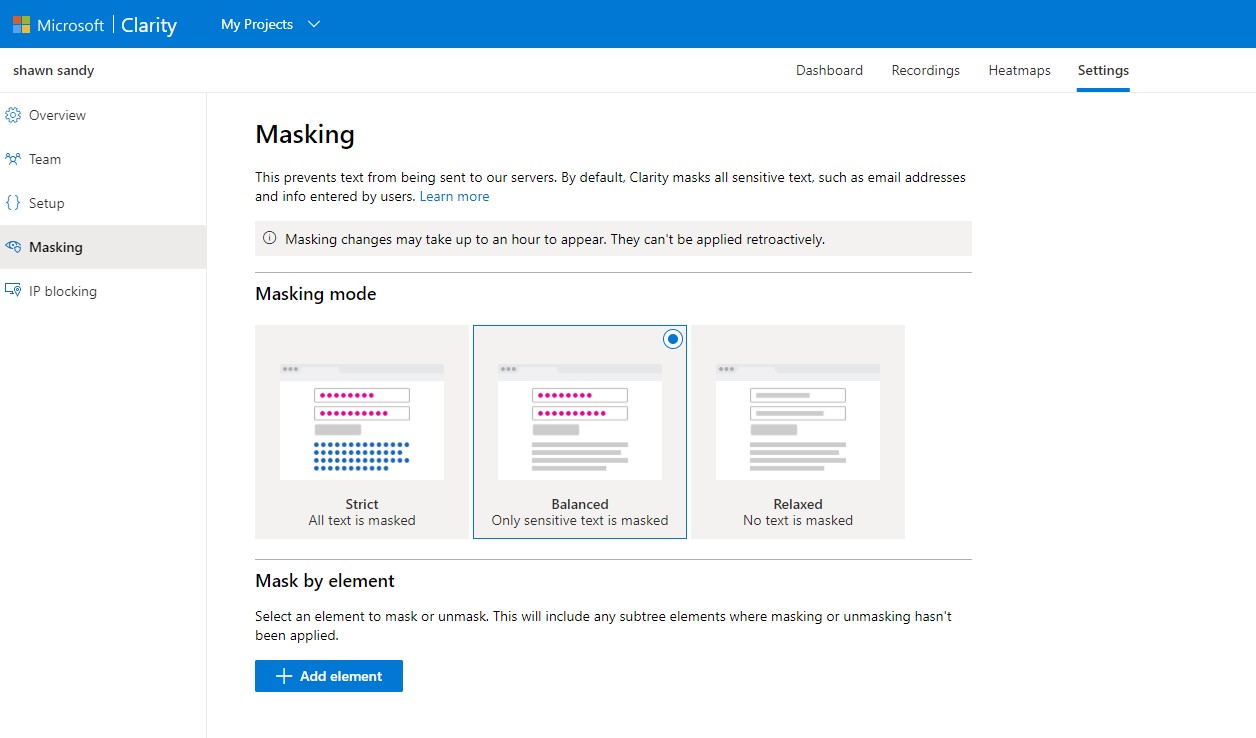 Microsoft | Clarity My Projects
shawn sandy Dashboard Recordings Heatmaps Settings
Overview
Team
Setup
Masking
IP blocking
Masking
This prevents text from being sent to our servers. By default, Clarity masks all sensitive text, such as email addresses
and info entered by users. Learn more
Masking changes may take up to an hour to appear. They can't be applied retroactively.
Masking mode
Strict
All text is masked
Balanced
Only sensitive text is masked
Relaxed
No text is masked
Mask by element
Select an element to mask or unmask. This will include any subtree elements where masking or unmasking hasn't
been applied.
Add element